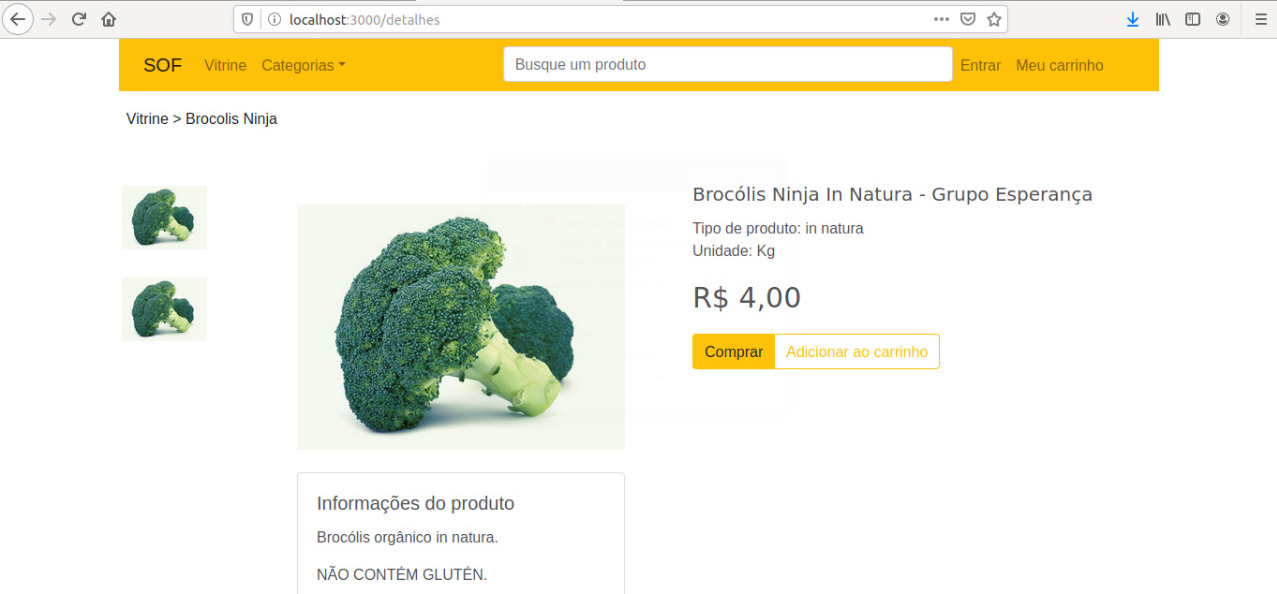 localhost:3000/detalhes
SOF Vitrine Categorias Busque um produto Entrar Meu carrinho
Vitrine > Brocolis Ninja
Brocólis Ninja In Natura - Grupo Esperança
Tipo de produto: in natura
Unidade: Kg
R$ 4,00
Comprar Adicionar ao carrinho
Informações do produto
Brocólis orgânico in natura.
NÃO CONTÉM GLUTÉN.